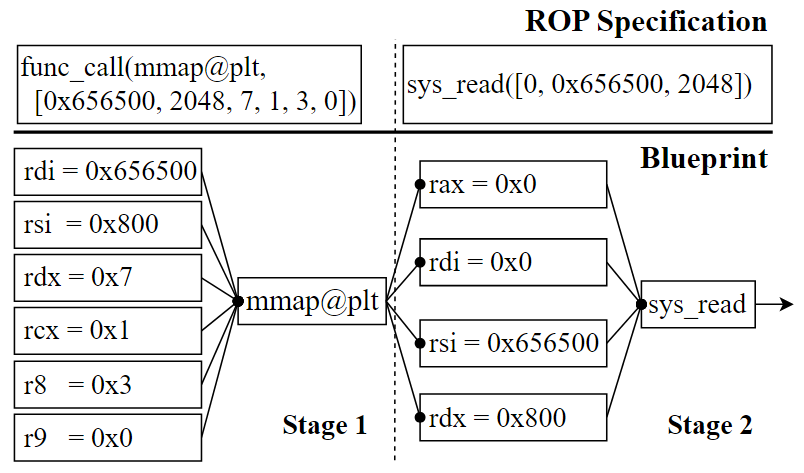 ROP Specification
func_call(mmap@plt,
[0x656500, 2048, 7, 1, 3, 0])
sys_read([0, 0x656500, 2048])
Blueprint
rdi = 0x656500
rsi = 0x800
rdx = 0x7
rcx = 0x1
r8 = 0x3
r9 = 0x0
mmap@plt
Stage 1
rax = 0x0
rdi = 0x0
rsi = 0x656500
rdx = 0x800
sys_read
Stage 2